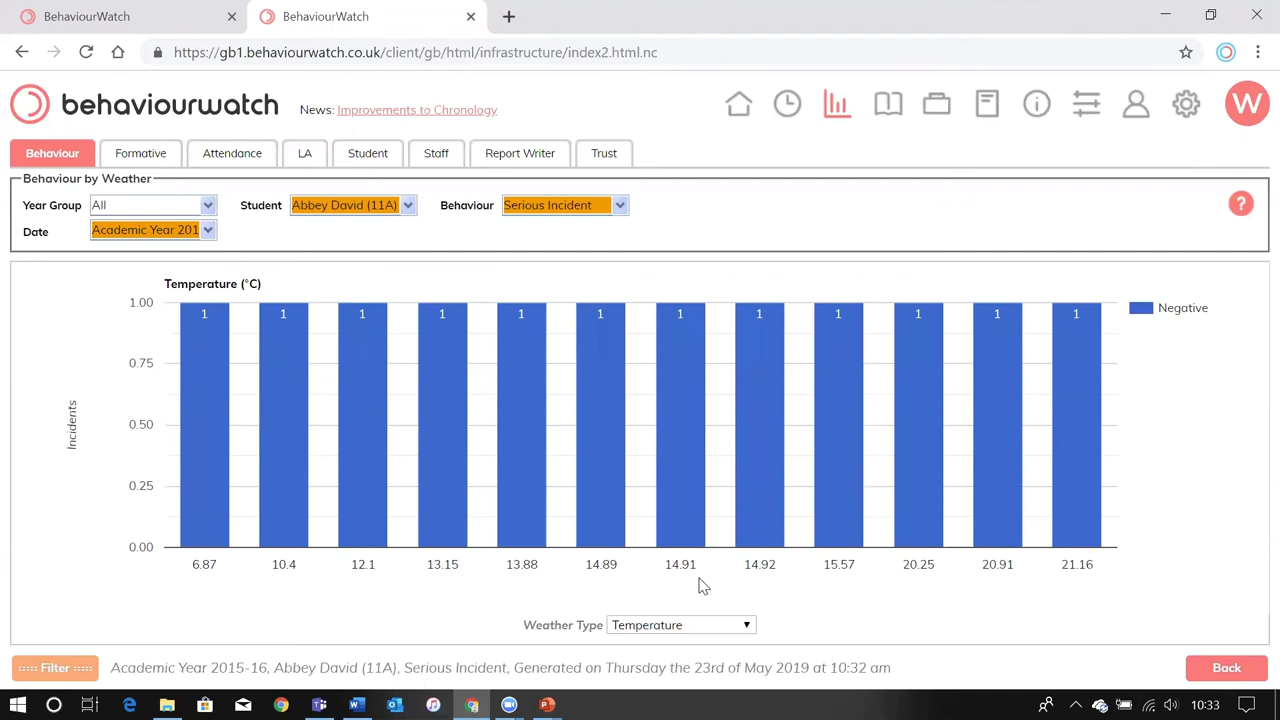 BehaviourWatch
BehaviourWatch
https://gb1.behaviourwatch.co.uk/client/gb/html/infrastructure/index2.html.nc
behaviourwatch
News: Improvements to Chronology
W
Behaviour Formative Attendance LA Student Staff Report Writer Trust
Behaviour by Weather
Year Group All Student Abbey David (11A) Behaviour Serious Incident
?
Date Academic Year 201
Temperature (°C)
Negative
1.00
0.75
0.50
0.25
0.00
Incidents
1 1 1 1 1 1 1 1 1 1 1 1
6.87 10.4 12.1 13.15 13.88 14.89 14.91 14.92 15.57 20.25 20.91 21.16
Weather Type Temperature
Filter Academic Year 2015-16, Abbey David (11A), Serious Incident, Generated on Thursday the 23rd of May 2019 at 10:32 am Back
10:33